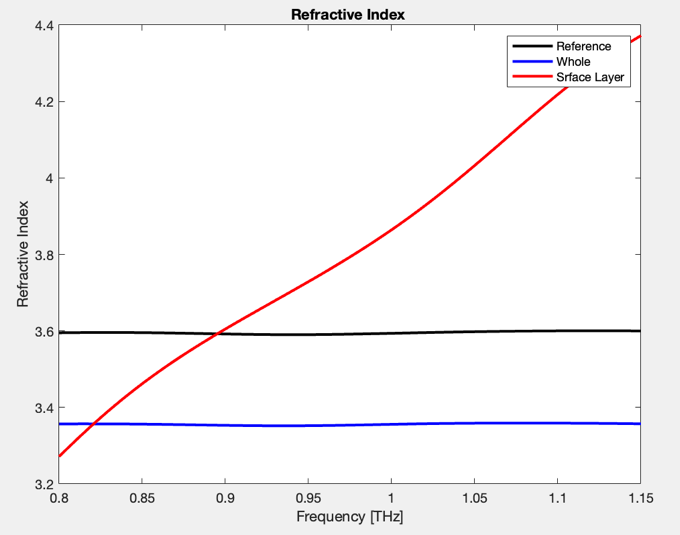 Refractive Index
4.4
4.2
4
3.8
3.6
3.4
3.2
Refractive Index
Reference
Whole
Srface Layer
0.8
0.85
0.9
0.95
1
1.05
1.1
1.15
Frequency [THz]